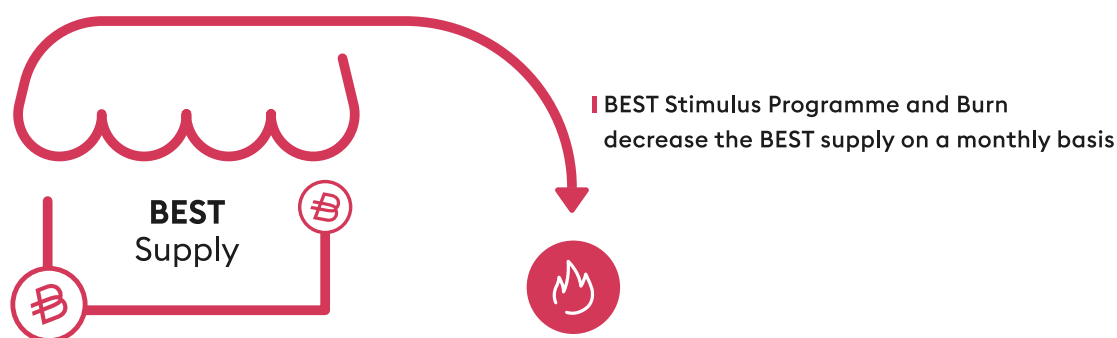 BEST Stimulus Programme and Burn
decrease the BEST supply on a monthly basis
BEST
Supply